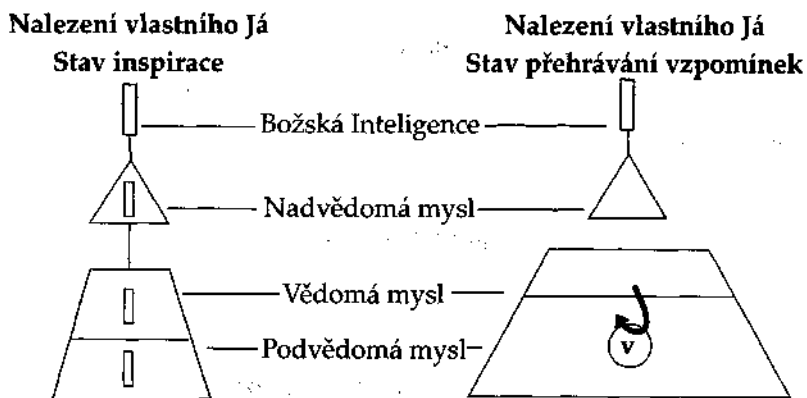 Nalezení vlastního Já
Stav inspirace
Nalezení vlastního Já
Stav přehrávání vzpomínek
Božská Inteligence
Nadvědomá mysl
Vědomá mysl
Podvědomá mysl
v